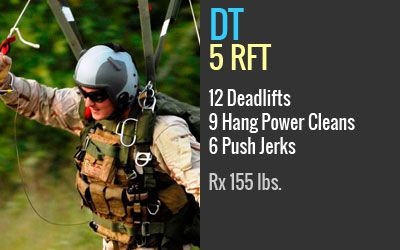 DT
5 RFT
12 Deadlifts
9 Hang Power Cleans
6 Push Jerks
Rx 155 lbs.